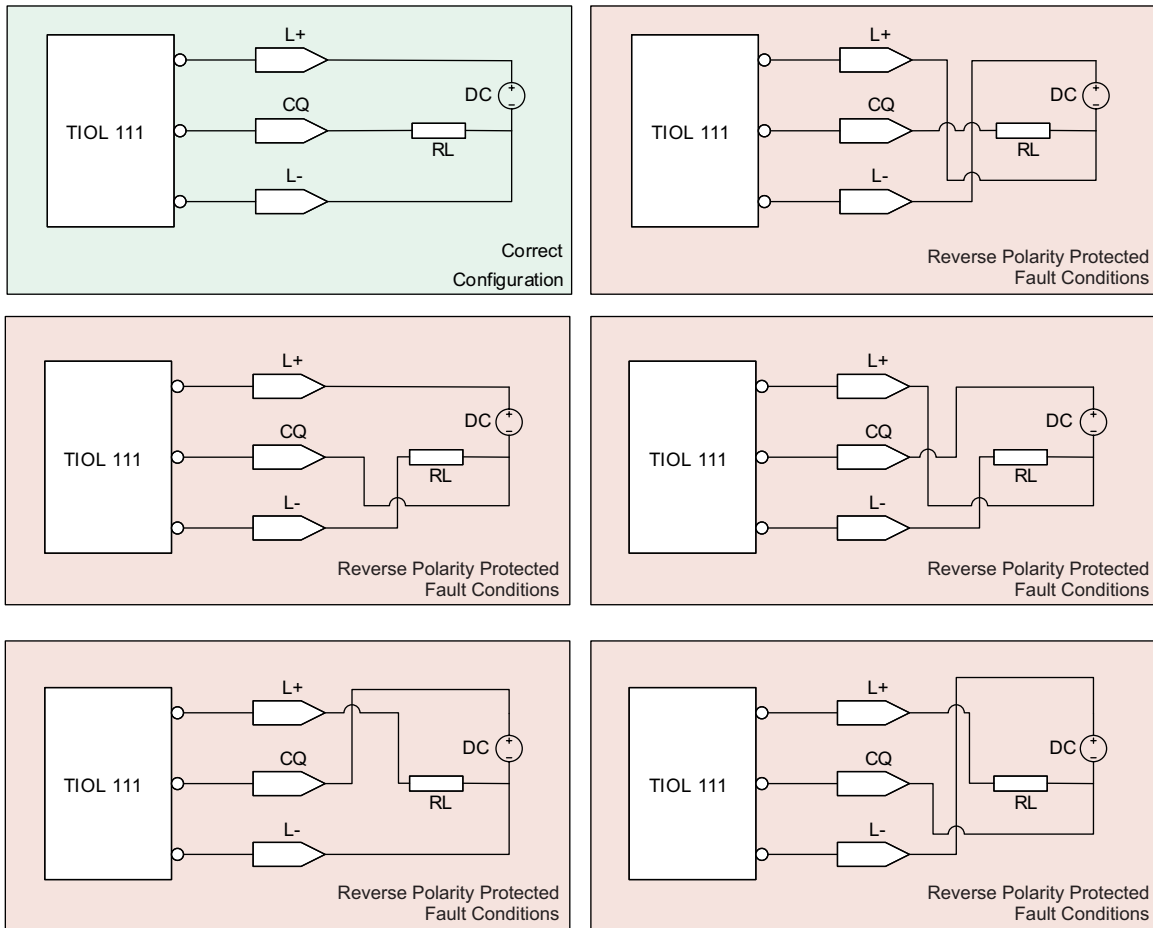 L+
DC
CQ
TIOL 111
RL
L-
Correct
Configuration
L+
DC
CQ
TIOL 111
RL
L-
Reverse Polarity Protected
Fault Conditions
L+
DC
CQ
TIOL 111
RL
L-
Reverse Polarity Protected
Fault Conditions
L+
DC
CQ
TIOL 111
RL
L-
Reverse Polarity Protected
Fault Conditions
L+
DC
CQ
TIOL 111
RL
L-
Reverse Polarity Protected
Fault Conditions
L+
DC
CQ
TIOL 111
RL
L-
Reverse Polarity Protected
Fault Conditions